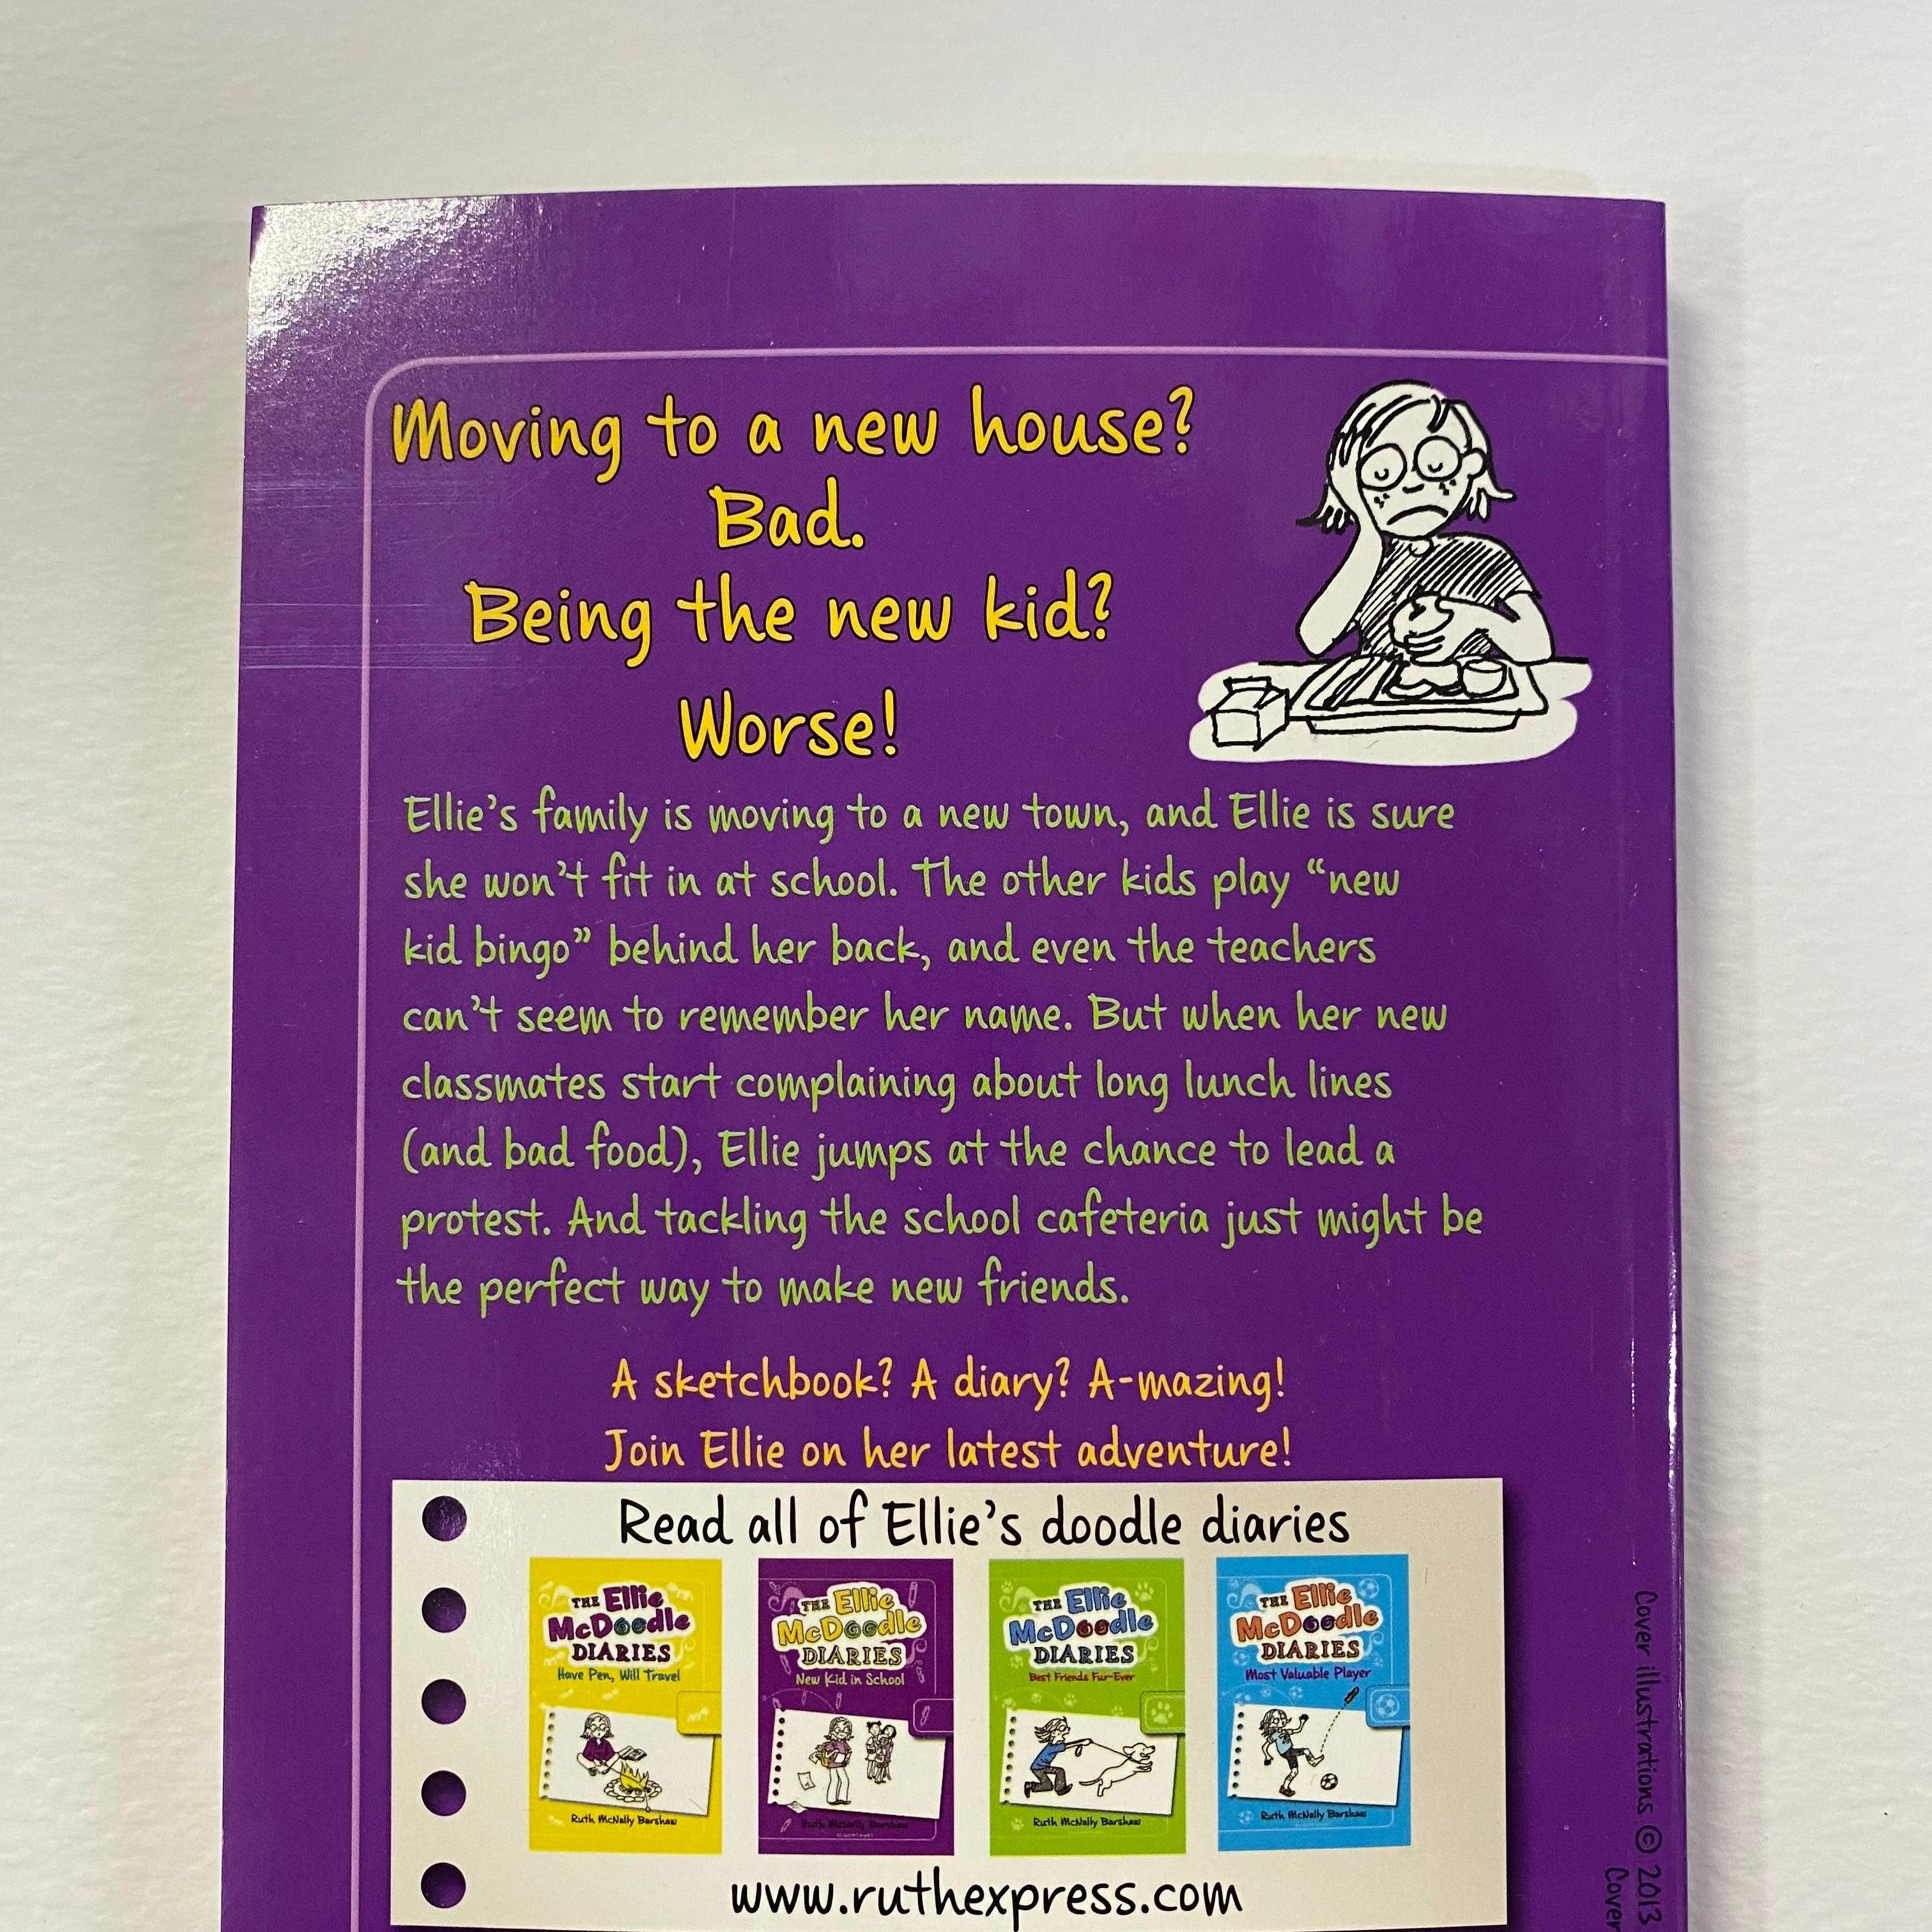 Moving to a new house?
Bad.
Being the new kid?
Worse!
Ellie's family is moving to a new town, and Ellie is sure
she won't fit in at school. The other kids play “new
kid bingo” behind her back, and even the teachers
can't seem to remember her name. But when her new
classmates start complaining about long lunch lines
(and bad food), Ellie jumps at the chance to lead a
protest. And tackling the school cafeteria just might be
the perfect way to make new friends.
A sketchbook? A diary? A-mazing!
Join Ellie on her latest adventure!
Read all of Ellie's doodle diaries
THE Ellie
McDoodle
DIARIES
Have Pen, Will Travel
Ruth McNally Barshaw
THE Ellie
McDoodle
DIARIES
New Kid in School
Ruth McNally Barshaw
THE Ellie
McDoodle
DIARIES
Best Friends Fur-Ever
Ruth McNally Barshaw
THE Ellie
McDoodle
DIARIES
Most Valuable Player
Ruth McNally Barshaw
www.ruthexpress.com
Cover illustrations © 2013
Cover